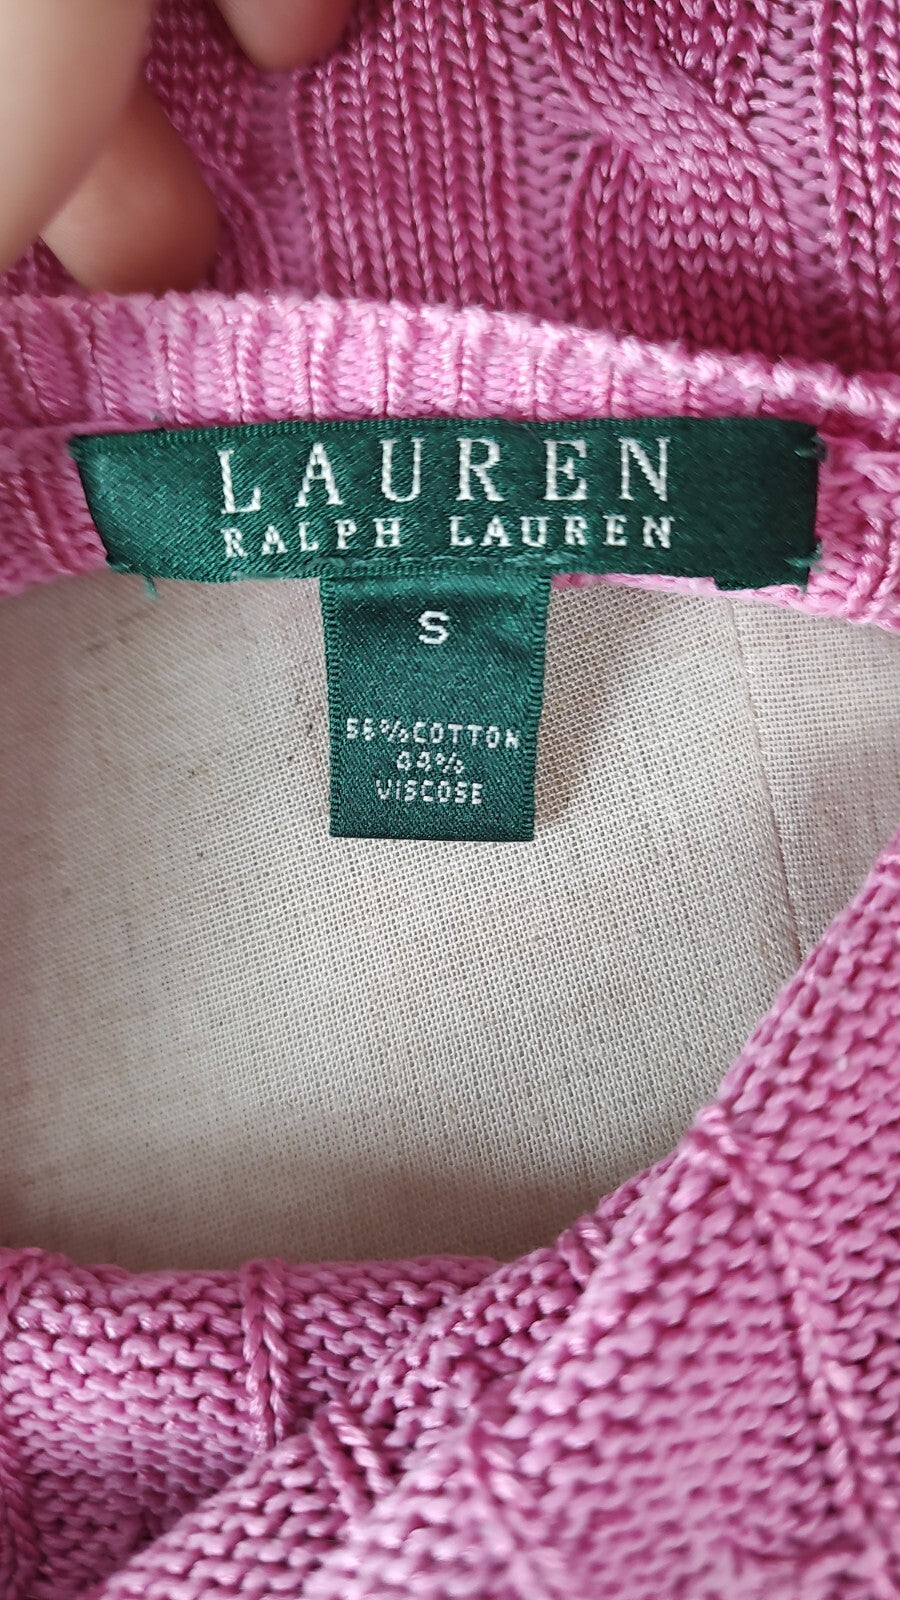 LAUREN
RALPH LAUREN
S
56%COTTON
44%
VISCOSE